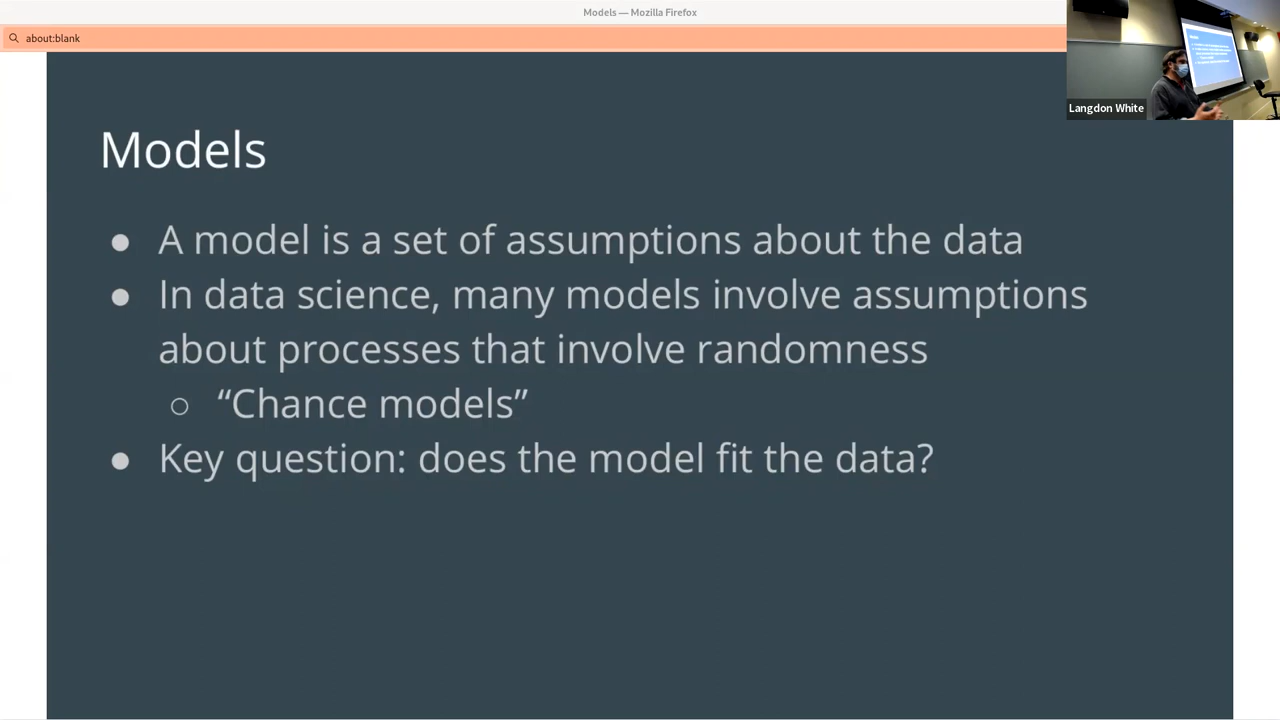 Models — Mozilla Firefox
about:blank
Langdon White
Models
● A model is a set of assumptions about the data
● In data science, many models involve assumptions
about processes that involve randomness
○ “Chance models”
● Key question: does the model fit the data?